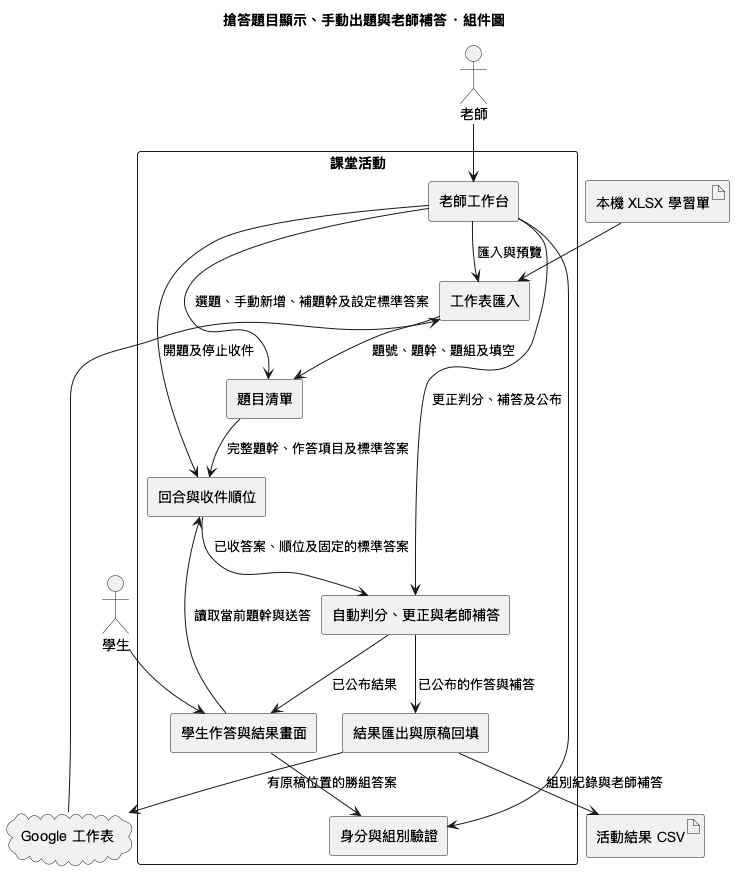 搶答題目顯示、手動出題與老師補答 · 組件圖
老師
課堂活動
老師工作台
本機 XLSX 學習單
匯入與預覽
工作表匯入
選題、手動新增、補題幹及設定標準答案
開題及停止收件
題號、題幹、題組及填空
題目清單
更正判分、補答及公布
完整題幹、作答項目及標準答案
回合與收件順位
已收答案、順位及固定的標準答案
自動判分、更正與老師補答
讀取當前題幹與送答
學生
已公布結果
已公布的作答與補答
學生作答與結果畫面
結果匯出與原稿回填
有原稿位置的勝組答案
組別紀錄與老師補答
Google 工作表
身分與組別驗證
活動結果 CSV